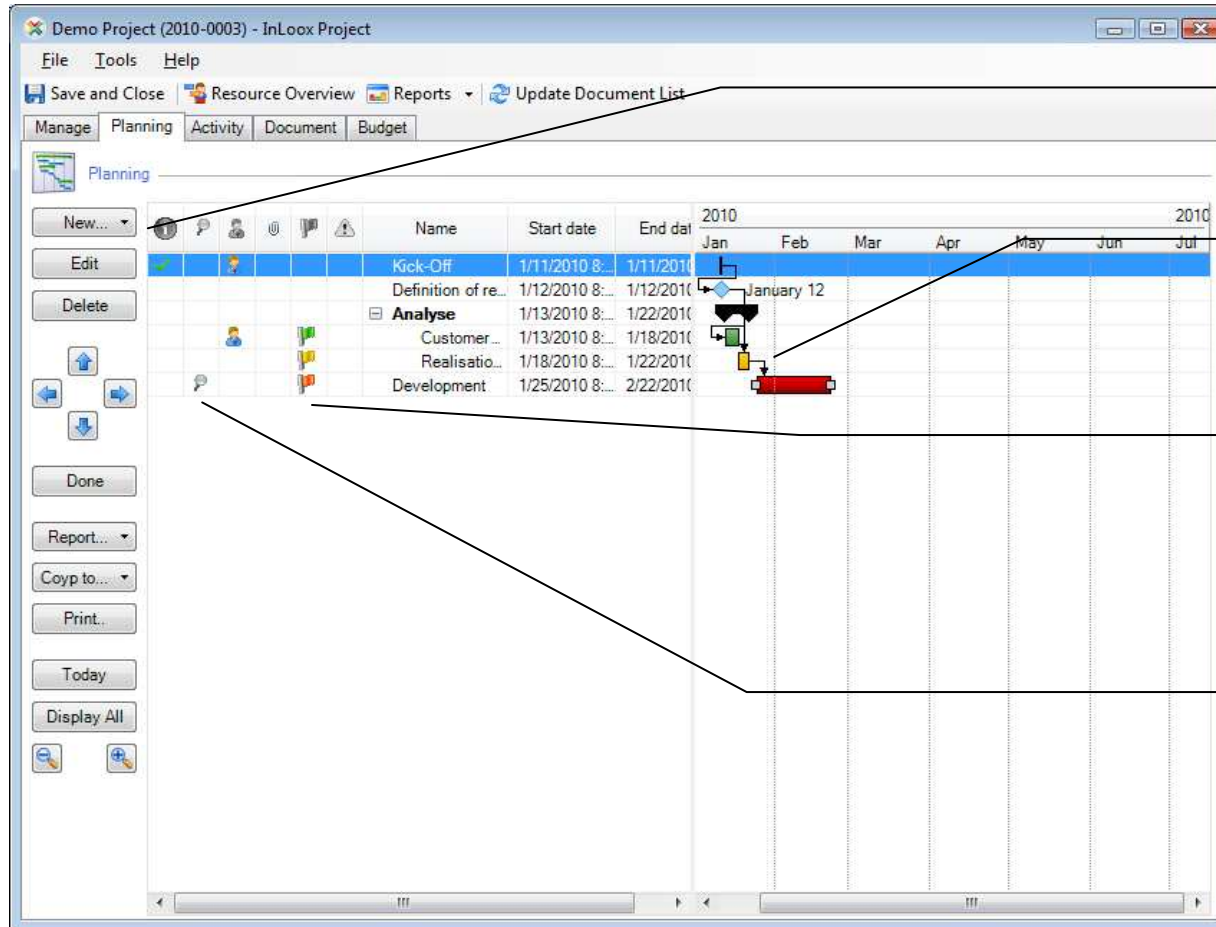 Demo Project (2010-0003) - InLoox Project
File Tools Help
Save and Close Resource Overview Reports Update Document List
Manage Planning Activity Document Budget
Planning
New...
Edit
Delete
Done
Report...
Coyp to...
Print..
Today
Display All
Name Start date End dat
2010 2010
Jan Feb Mar Apr May Jun Jul
Kick-Off 1/11/2010 8:... 1/11/2010
Definition of re... 1/12/2010 8:... 1/12/2010 January 12
Analyse 1/13/2010 8:... 1/22/2010
Customer... 1/13/2010 8:... 1/18/2010
Realisatio... 1/18/2010 8:... 1/22/2010
Development 1/25/2010 8:... 2/22/2010